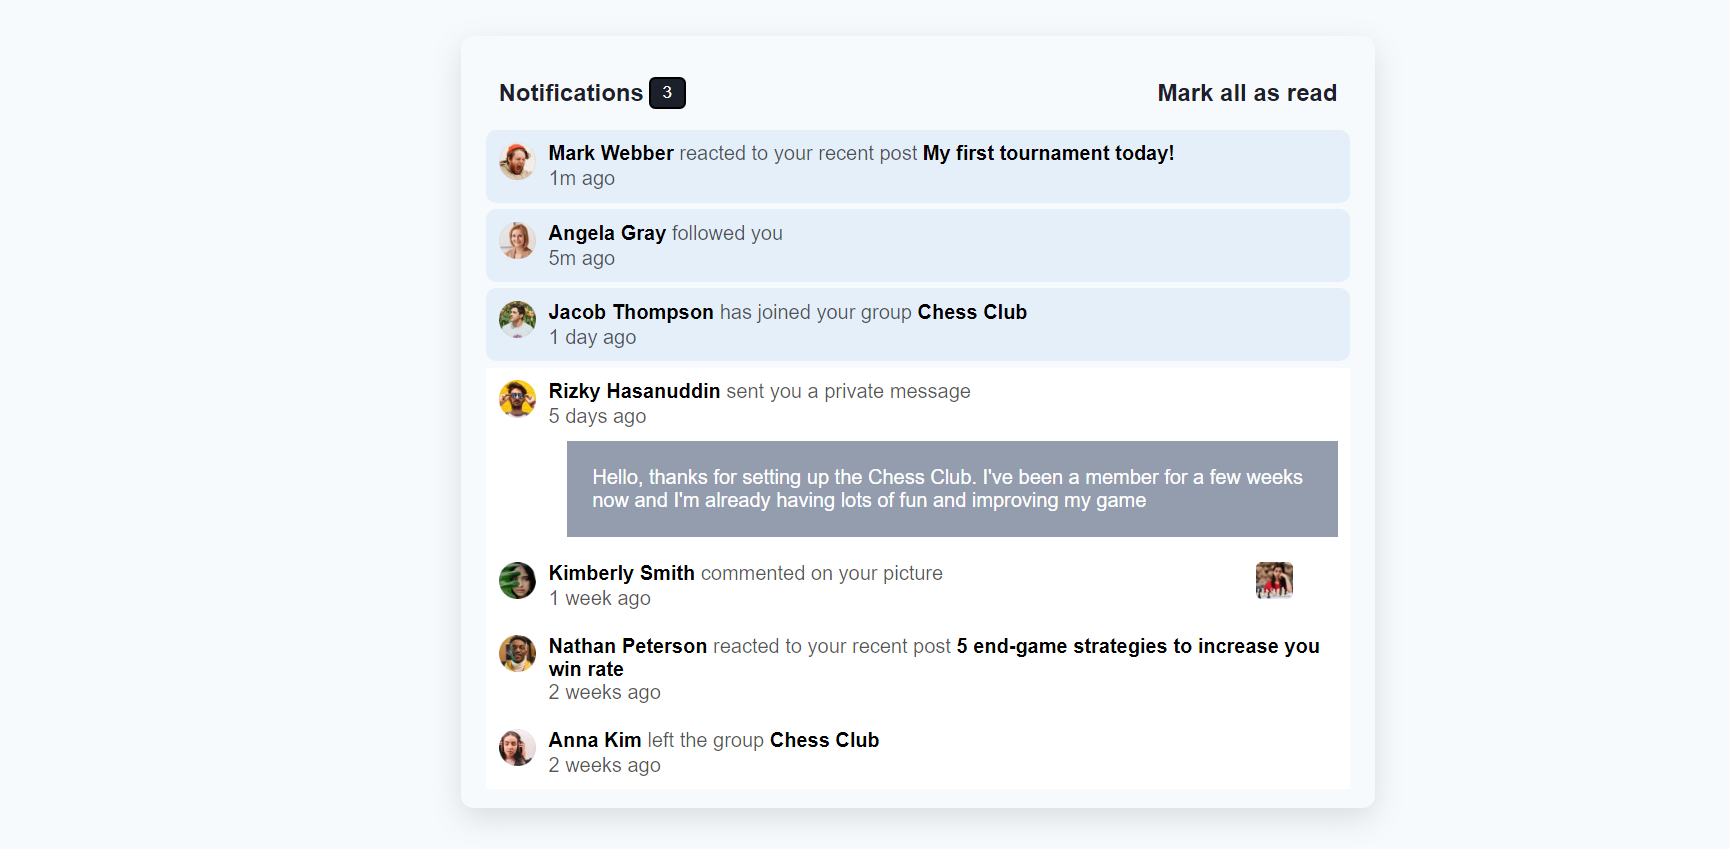 Notifications 3 Mark all as read
Mark Webber reacted to your recent post My first tournament today!
1m ago
Angela Gray followed you
5m ago
Jacob Thompson has joined your group Chess Club
1 day ago
Rizky Hasanuddin sent you a private message
5 days ago
Hello, thanks for setting up the Chess Club. I've been a member for a few weeks
now and I'm already having lots of fun and improving my game
Kimberly Smith commented on your picture
1 week ago
Nathan Peterson reacted to your recent post 5 end-game strategies to increase you
win rate
2 weeks ago
Anna Kim left the group Chess Club
2 weeks ago